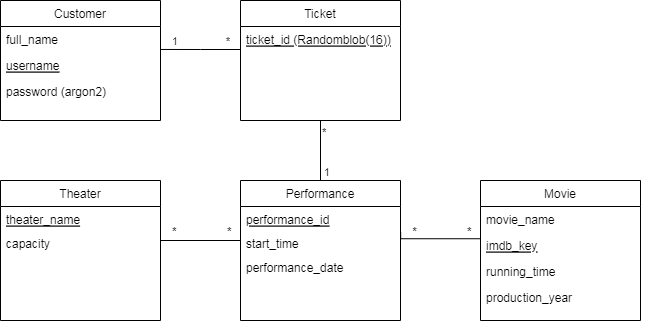 Customer
full_name
username
password (argon2)
1
*
Ticket
ticket_id (Randomblob(16))
*
1
Theater
theater_name
capacity
*
*
Performance
performance_id
start_time
performance_date
*
*
Movie
movie_name
imdb_key
running_time
production_year